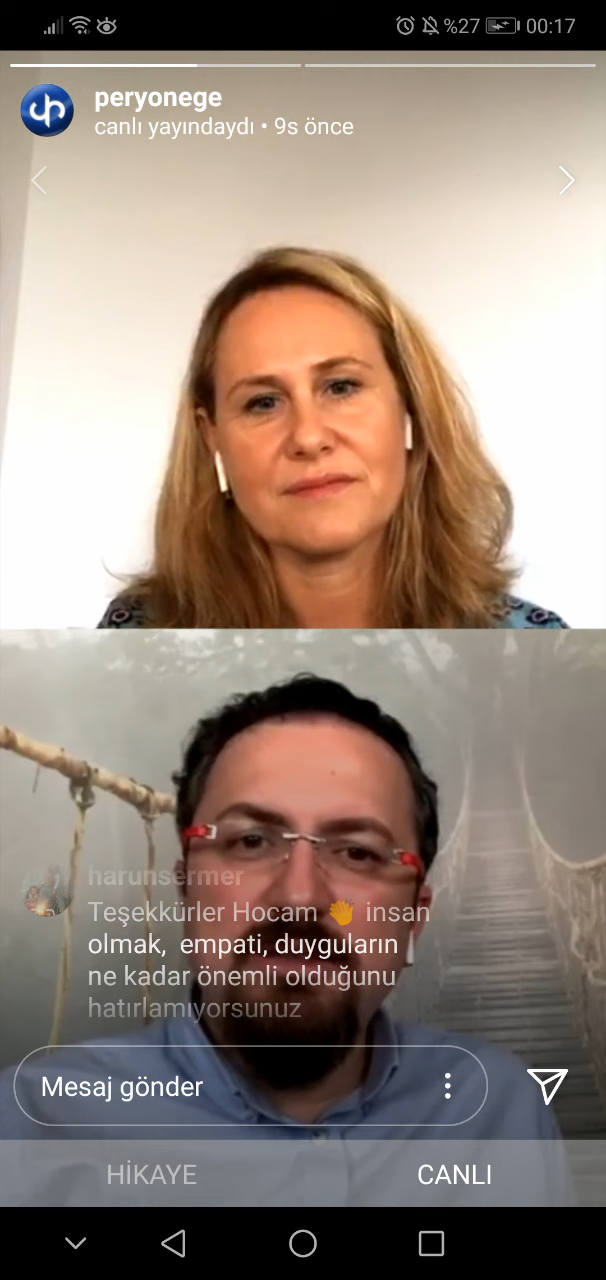 %27 00:17
peryonege
canlı yayındaydı • 9s önce
harunsermer
Teşekkürler Hocam 👏 insan
olmak, empati, duyguların
ne kadar önemli olduğunu
hatırlamıyorsunuz
Mesaj gönder
HİKAYE CANLI